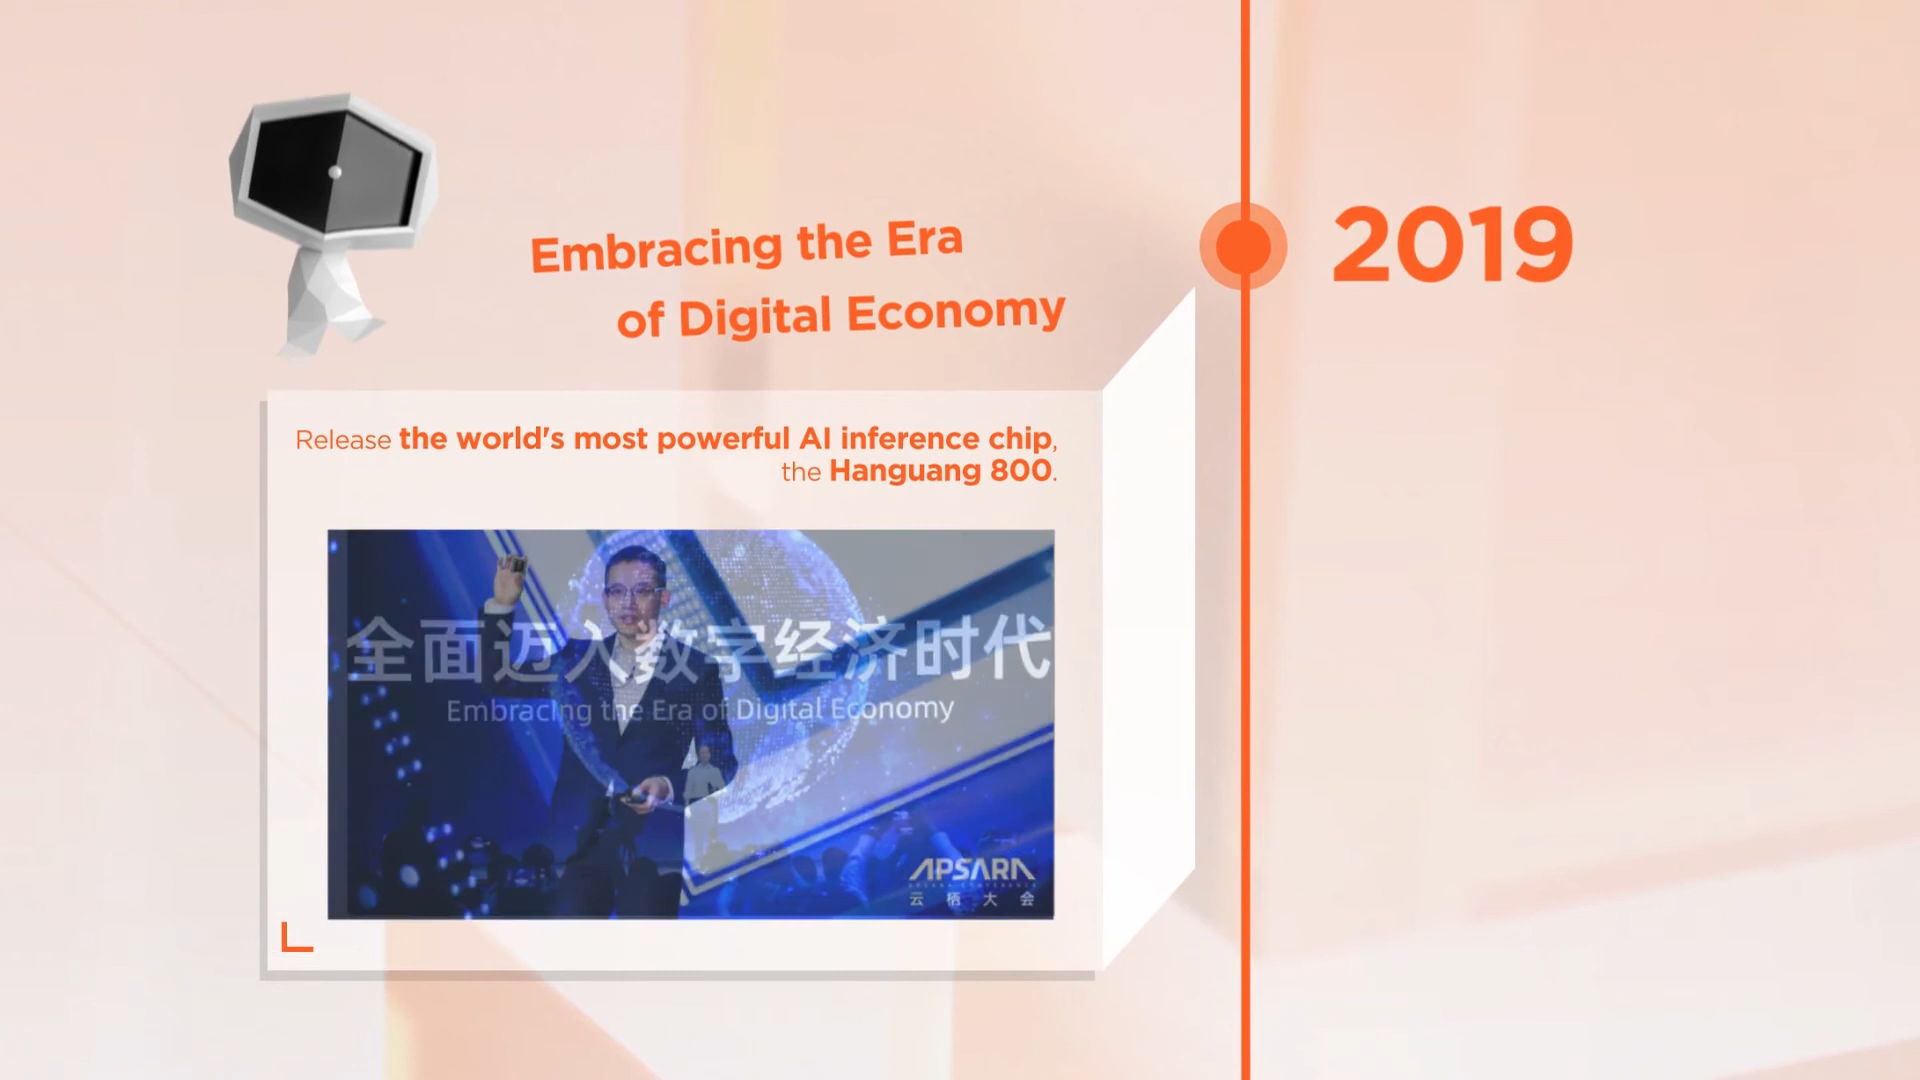 Embracing the Era
of Digital Economy
2019
Release the world's most powerful AI inference chip,
the Hanguang 800.
全面迈入数字经济时代
Embracing the Era of Digital Economy
APSARA
云栖大会